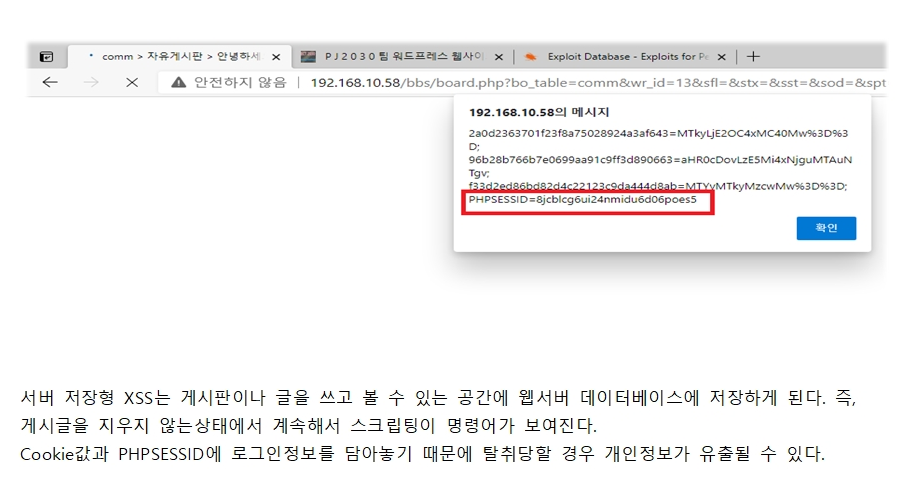 comm > 자유게시판 > 안녕하세
P J 2 0 3 0 팀 워드프레스 웹사이
Exploit Database - Exploits for Pe
안전하지 않음
192.168.10.58/bbs/board.php?bo_table=comm&wr_id=13&sfl=&stx=&sst=&sod=&spt
192.168.10.58의 메시지
2a0d2363701f23f8a75028924a3af643=MTkyLjE2OC4xMC40Mw%3D%3
D;
96b28b766b7e0699aa91c9ff3d890663=aHR0cDovLzE5Mi4xNjguMTAuN
Tgv;
f33d2ed86bd82d4c22123c9da444d8ab=MTYyMTkyMzcwMw%3D%3D;
PHPSESSID=8jcblcg6ui24nmidu6d06poes5
확인
서버 저장형 XSS는 게시판이나 글을 쓰고 볼 수 있는 공간에 웹서버 데이터베이스에 저장하게 된다. 즉,
게시글을 지우지 않는상태에서 계속해서 스크립팅이 명령어가 보여진다.
Cookie값과 PHPSESSID에 로그인정보를 담아놓기 때문에 탈취당할 경우 개인정보가 유출될 수 있다.